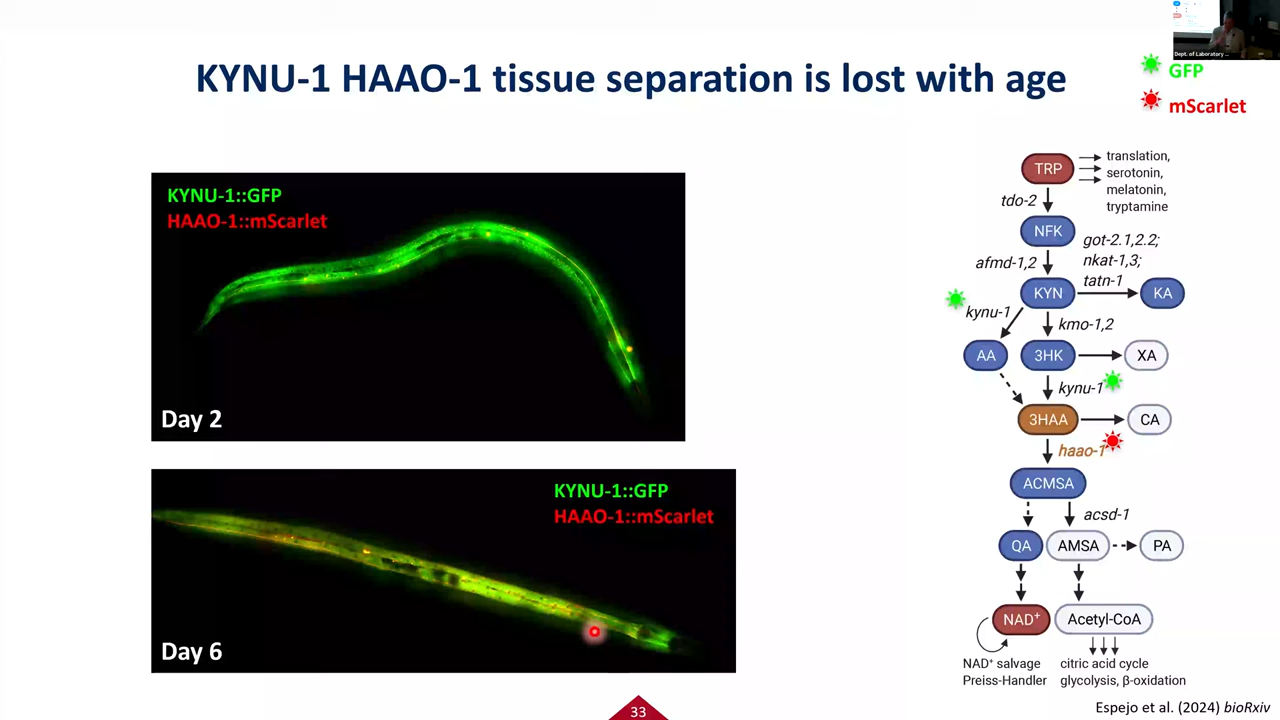 KYNU-1 HAAO-1 tissue separation is lost with age
Dept. of Laboratory ...
GFP
mScarlet
KYNU-1::GFP
HAAO-1::mScarlet
Day 2
KYNU-1::GFP
HAAO-1::mScarlet
Day 6
TRP
translation,
serotonin,
melatonin,
tryptamine
tdo-2
NFK
afmd-1,2
got-2.1,2.2;
nkat-1,3;
tatn-1
KYN
KA
kynu-1
kmo-1,2
AA
3HK
XA
kynu-1
3HAA
CA
haao-1
ACMSA
acsd-1
QA
AMSA
PA
NAD+
Acetyl-CoA
NAD+ salvage
Preiss-Handler
citric acid cycle
glycolysis, β-oxidation
33
Espejo et al. (2024) bioRxiv